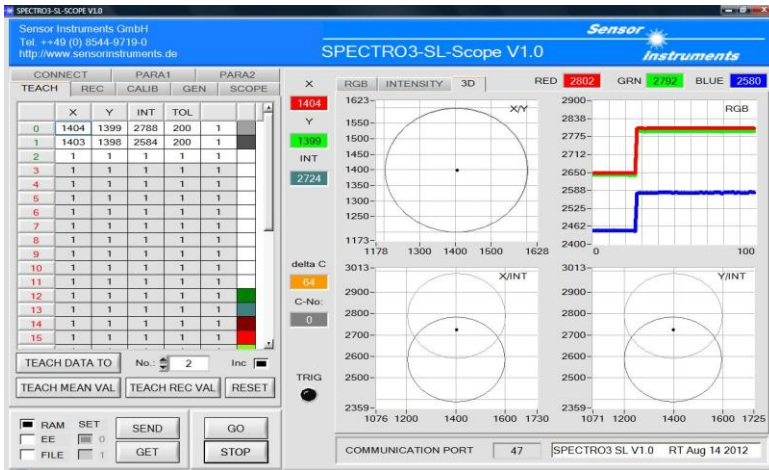 SPECTRO3-SL-SCOPE V1.0
Sensor Instruments GmbH
Tel. ++49 (0) 8544-9719-0
http://www.sensorinstruments.de
SPECTRO3-SL-Scope V1.0
Sensor
Instruments
CONNECT PARA1 PARA2
TEACH REC CALIB GEN SCOPE
X Y INT TOL
0 1404 1399 2788 200 1
1 1403 1398 2584 200 1
2 1 1 1 1 1
3 1 1 1 1 1
4 1 1 1 1 1
5 1 1 1 1 1
6 1 1 1 1 1
7 1 1 1 1 1
8 1 1 1 1 1
9 1 1 1 1 1
10 1 1 1 1 1
11 1 1 1 1 1
12 1 1 1 1 1
13 1 1 1 1 1
14 1 1 1 1 1
15 1 1 1 1 1
TEACH DATA TO No.: 2 Inc
TEACH MEAN VAL TEACH REC VAL RESET
RAM SET
EE 0
FILE 1
SEND GO
GET STOP
X
1404
Y
1399
INT
2724
delta C
64
C-No:
0
TRIG
RGB INTENSITY 3D
RED 2802 GRN 2792 BLUE 2580
X/Y
1623
1550
1500
1450
1400
1350
1300
1250
1173
1178 1300 1400 1500 1628
RGB
2900
2838
2775
2712
2650
2588
2525
2462
2400
0 100
X/INT
3013
2900
2800
2700
2600
2500
2359
1076 1200 1400 1600 1730
Y/INT
3013
2900
2800
2700
2600
2500
2359
1071 1200 1400 1600 1725
COMMUNICATION PORT 47 SPECTRO3 SL V1.0 RT Aug 14 2012